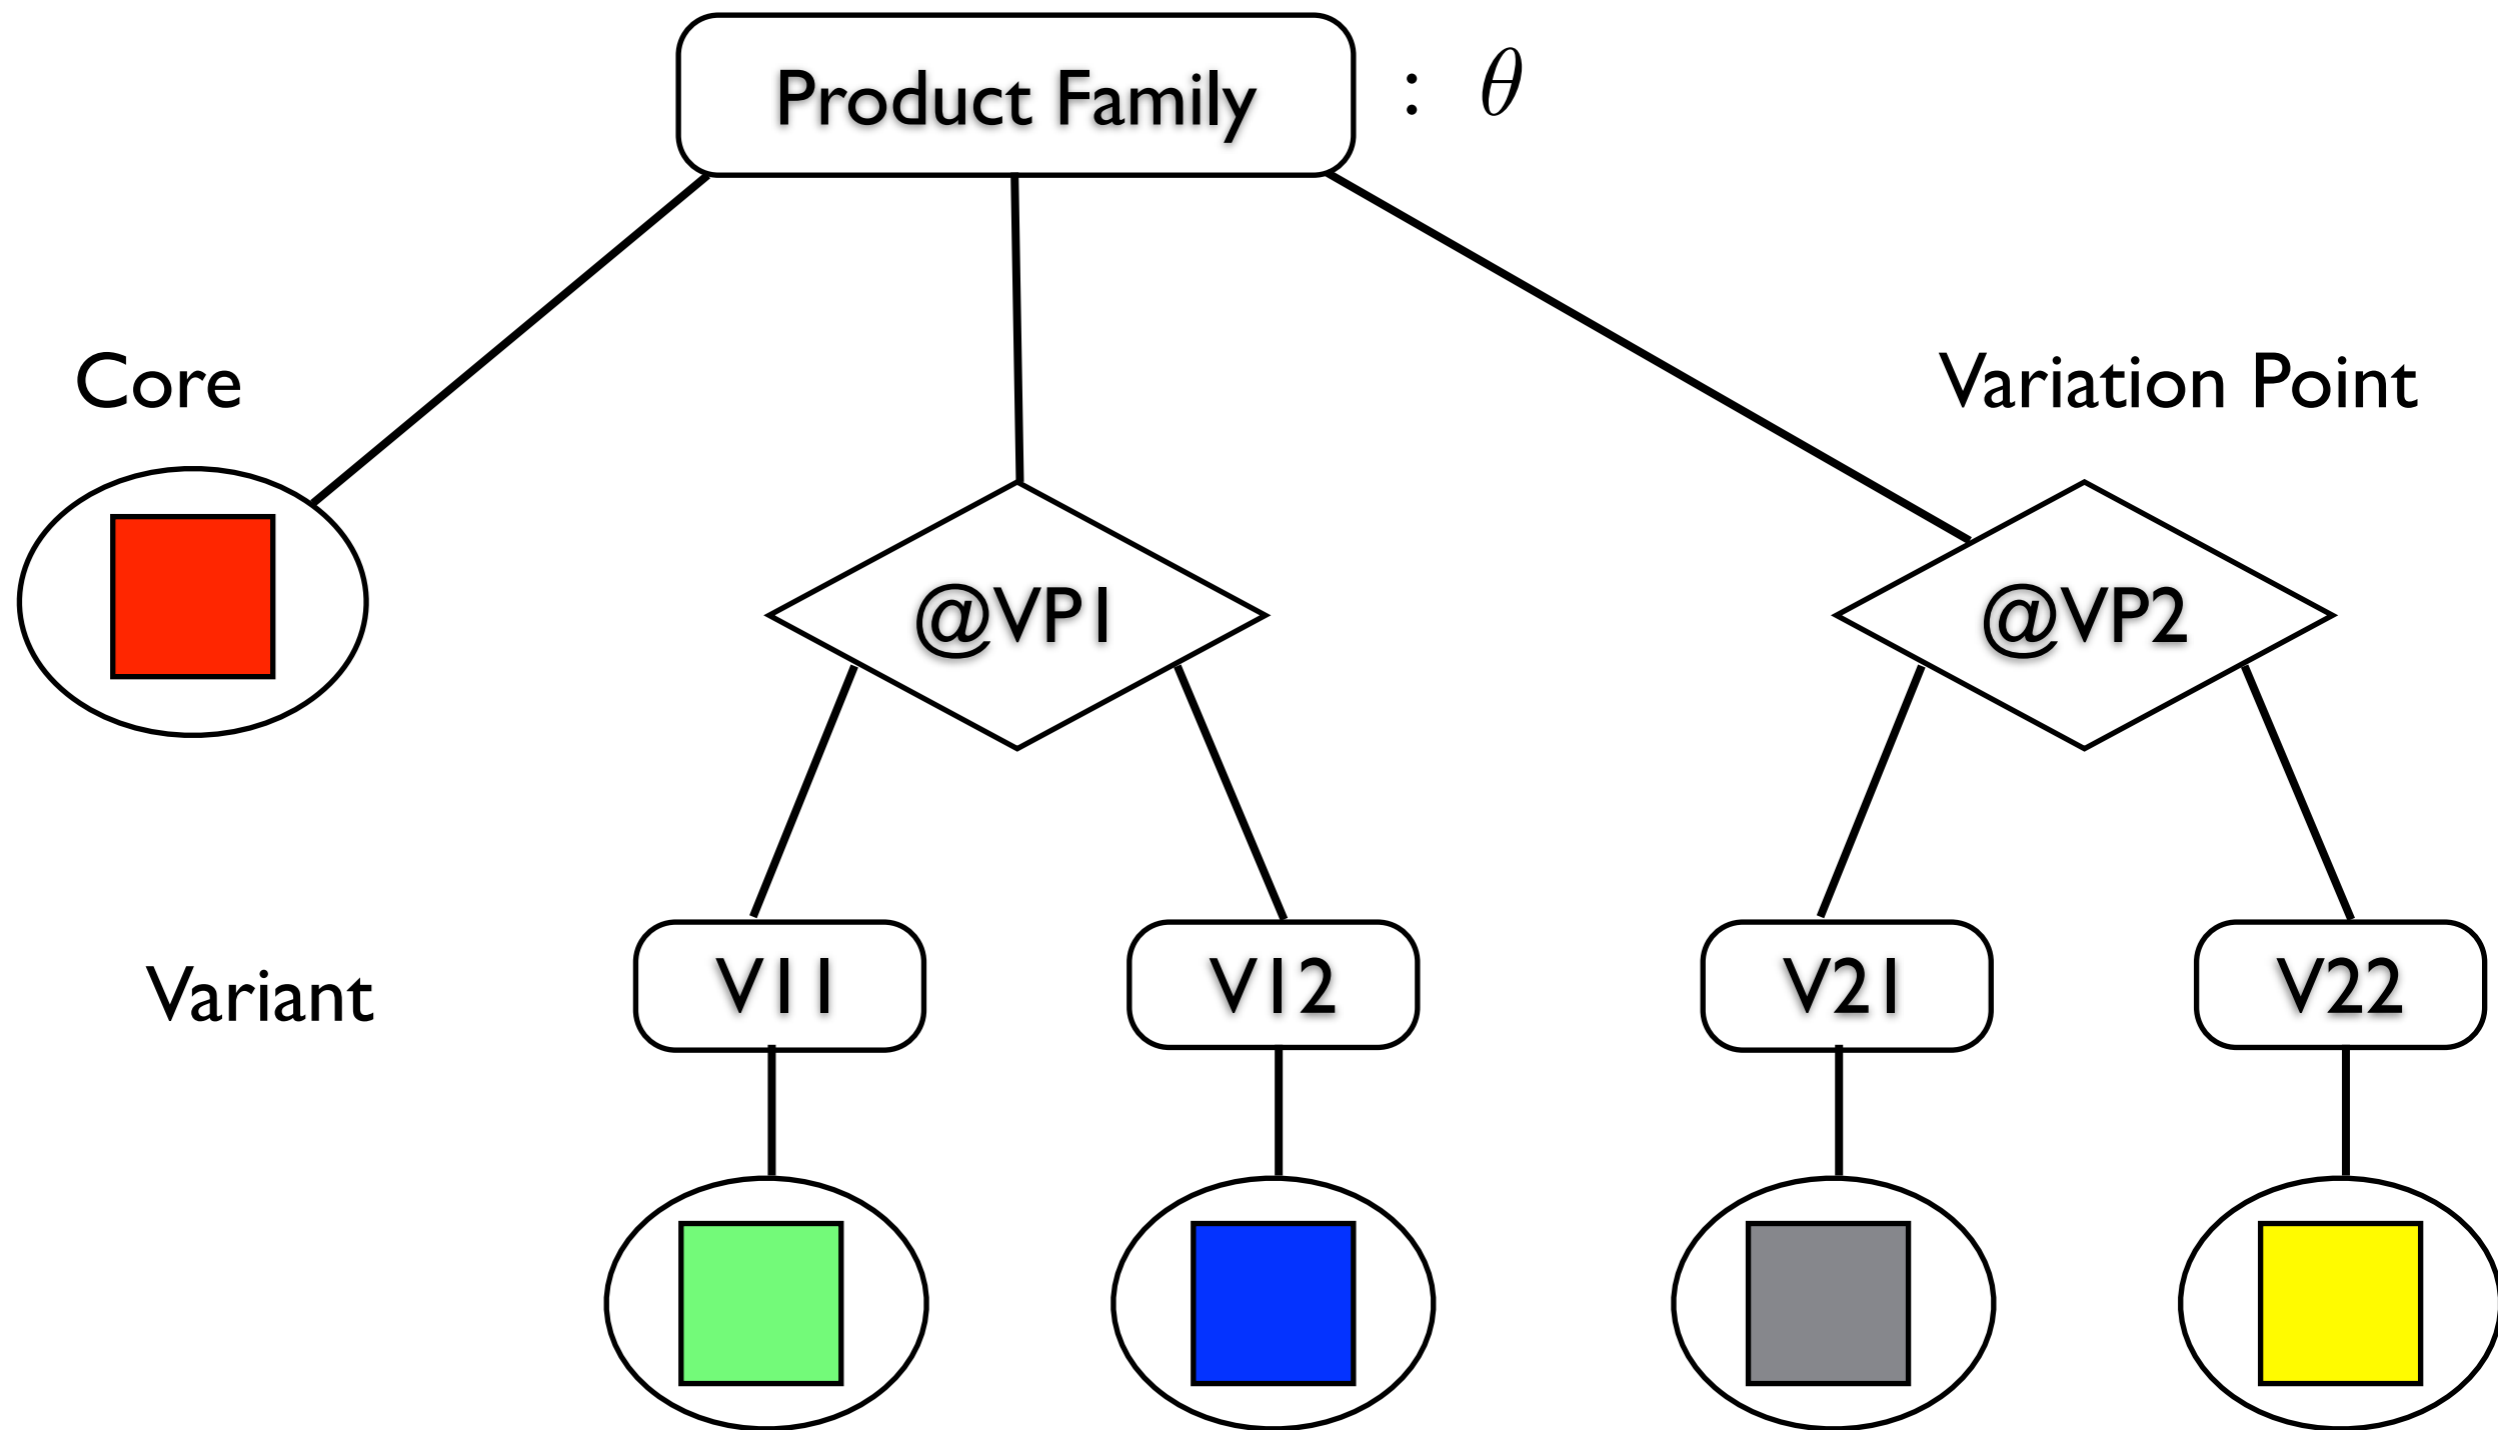 Product Family : θ
Core
Variation Point
@VP1
@VP2
Variant
V11
V12
V21
V22